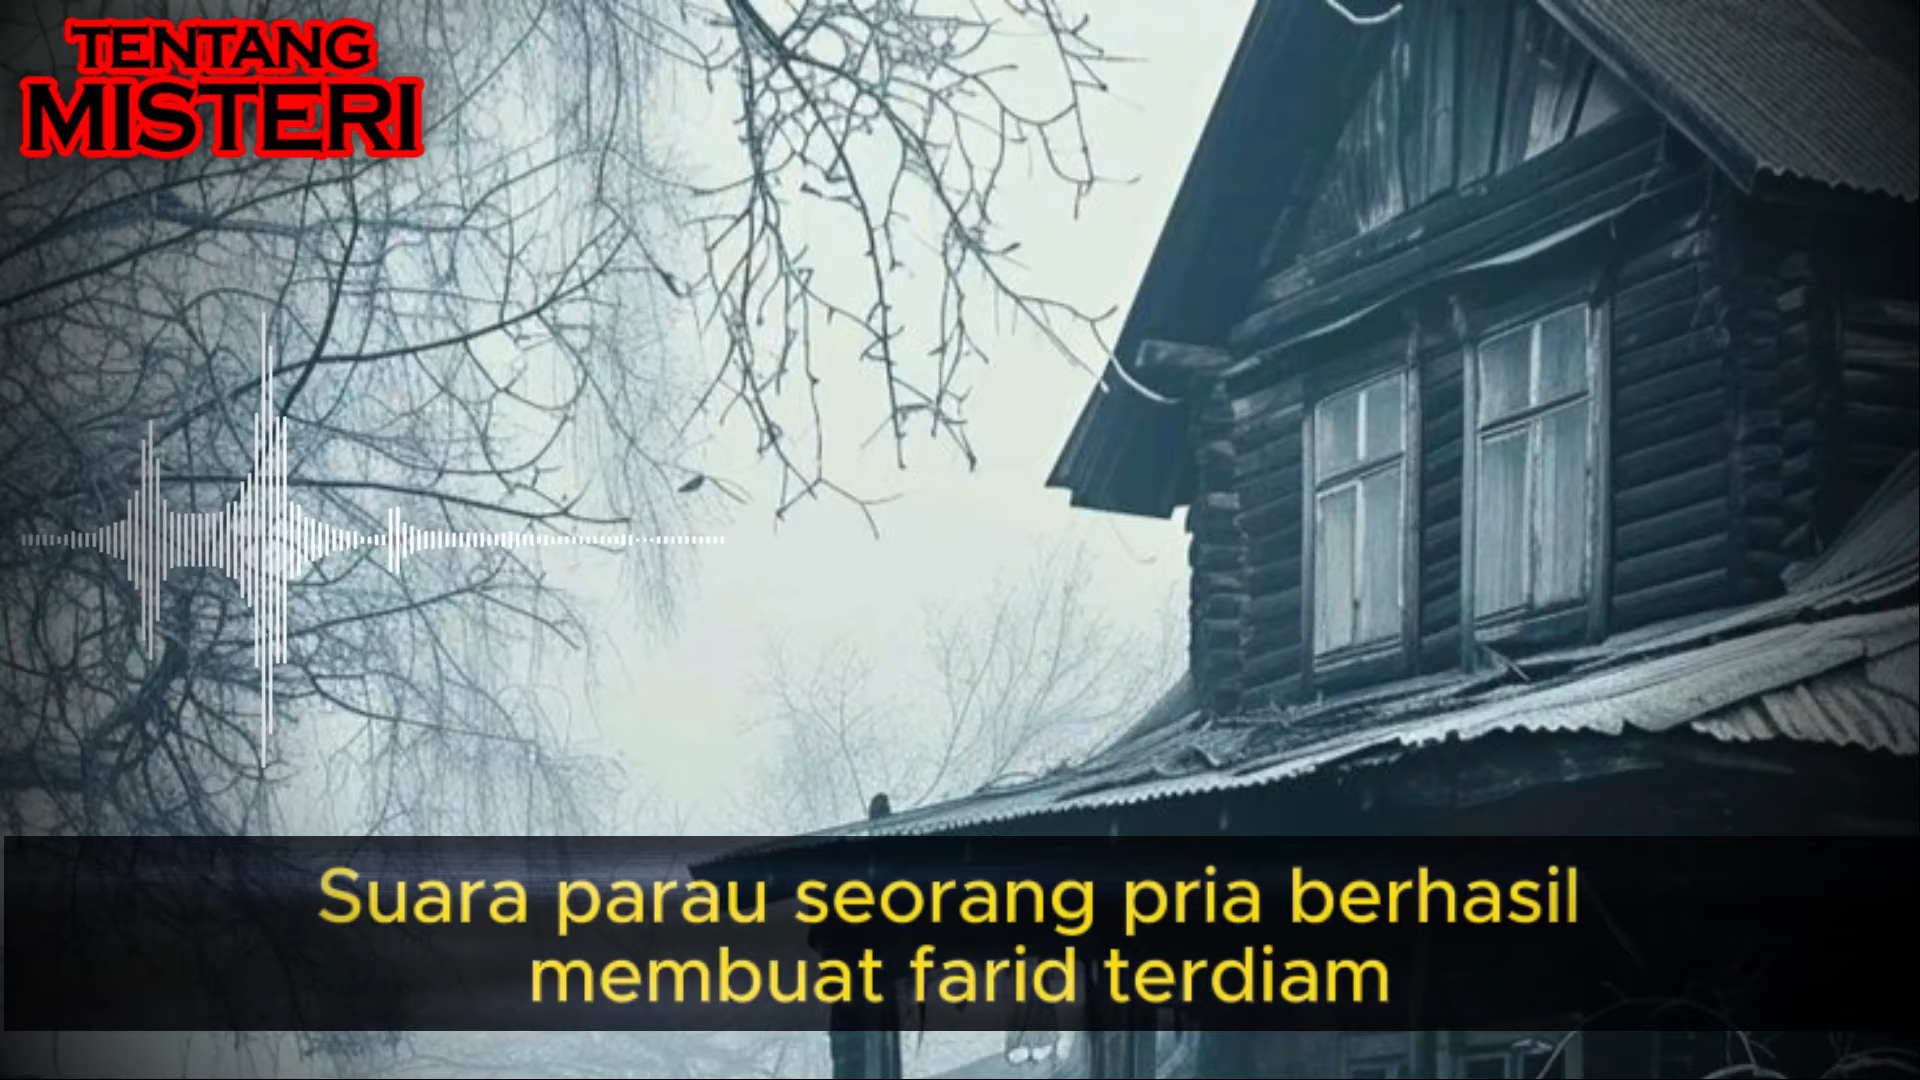 TENTANG
MISTERI
Suara parau seorang pria berhasil
membuat farid terdiam